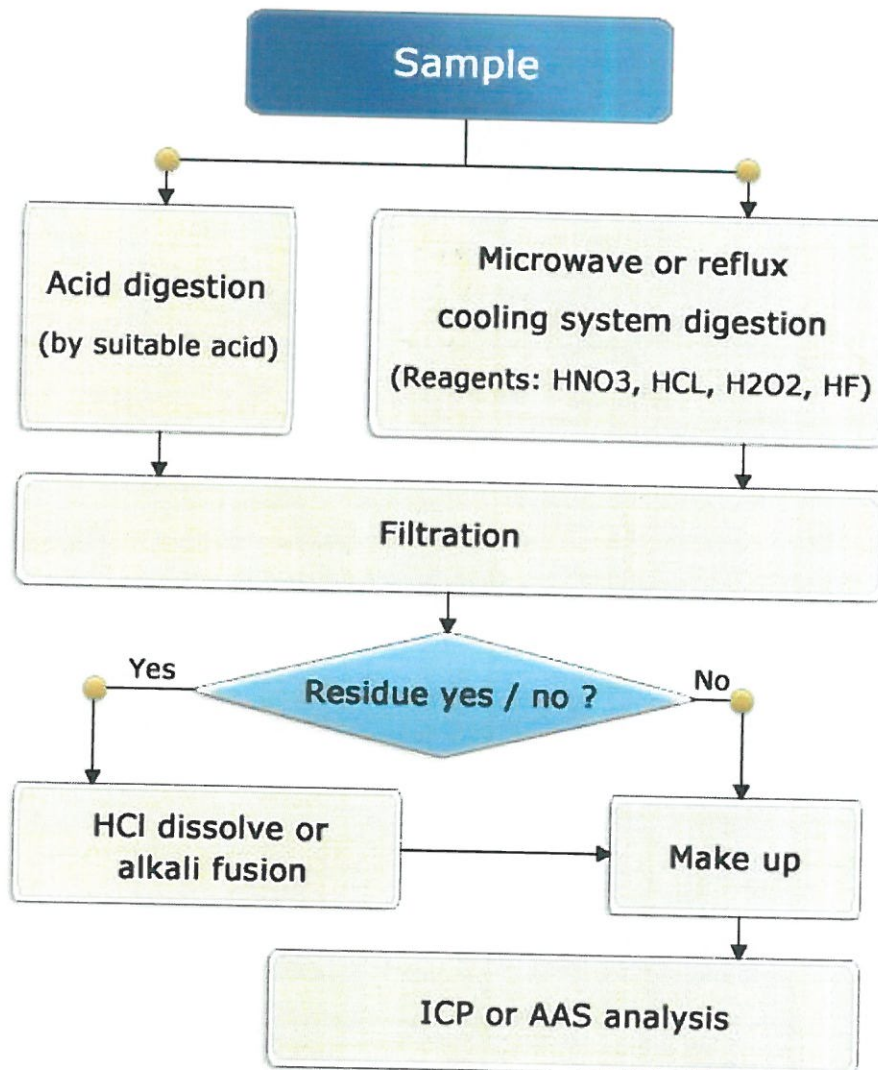 Sample
Acid digestion
(by suitable acid)
Microwave or reflux
cooling system digestion
(Reagents: HNO3, HCL, H2O2, HF)
Filtration
Yes
Residue yes / no ?
No
HCl dissolve or
alkali fusion
Make up
ICP or AAS analysis